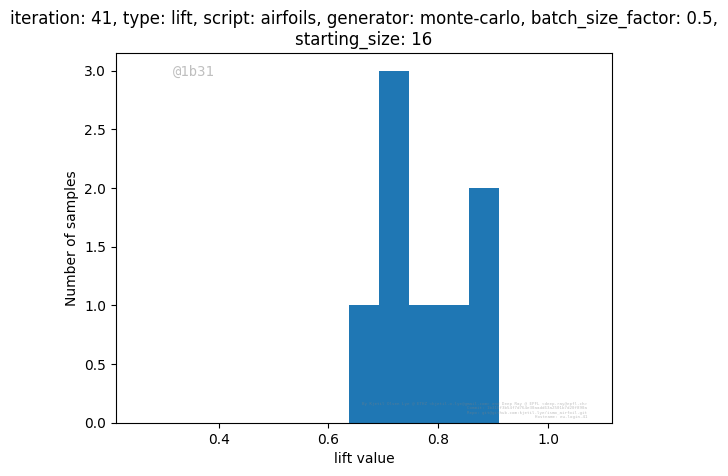 iteration: 41, type: lift, script: airfoils, generator: monte-carlo, batch_size_factor: 0.5,
starting_size: 16
@1b31
3.0
2.5
2.0
1.5
1.0
0.5
0.0
Number of samples
0.4 0.6 0.8 1.0
lift value